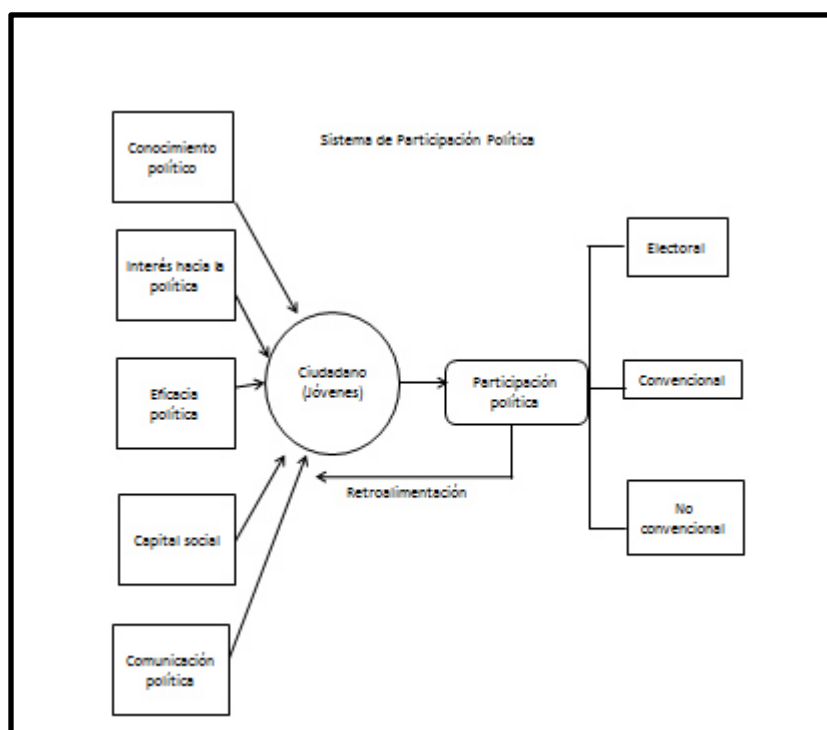 Sistema de Participación Política
Conocimiento
político
Interés hacia la
política
Eficacia
política
Capital social
Comunicación
política
Ciudadano
(Jóvenes)
Participación
política
Retroalimentación
Electoral
Convencional
No
convencional